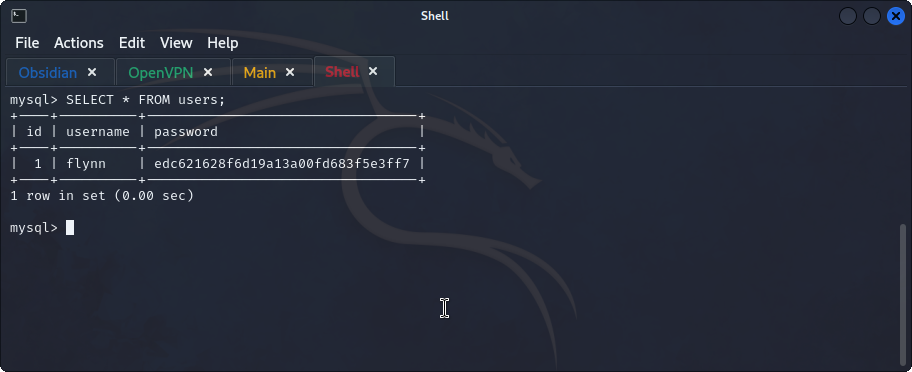 Shell
File Actions Edit View Help
Obsidian × OpenVPN × Main × Shell ×
mysql> SELECT * FROM users;
+----+----------+----------------------------------+
| id | username | password                         |
+----+----------+----------------------------------+
|  1 | flynn    | edc621628f6d19a13a00fd683f5e3ff7 |
+----+----------+----------------------------------+
1 row in set (0.00 sec)
mysql>